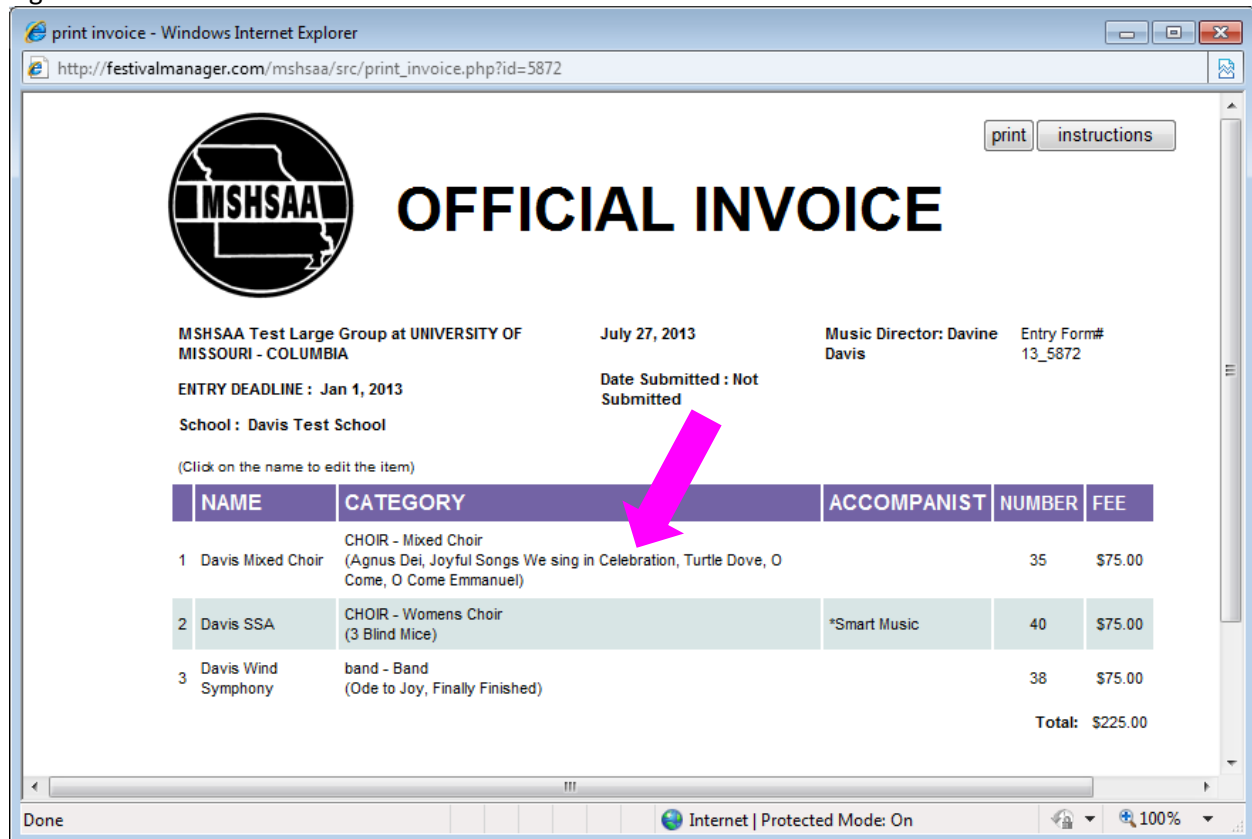 print invoice - Windows Internet Explorer
http://festivalmanager.com/mshsaa/src/print_invoice.php?id=5872
print instructions
MSHSAA
OFFICIAL INVOICE
MSHSAA Test Large Group at UNIVERSITY OF
MISSOURI - COLUMBIA
ENTRY DEADLINE : Jan 1, 2013
School : Davis Test School
July 27, 2013
Date Submitted : Not
Submitted
Music Director: Davine
Davis
Entry Form#
13_5872
(Click on the name to edit the item)
NAME CATEGORY ACCOMPANIST NUMBER FEE
CHOIR - Mixed Choir
1 Davis Mixed Choir (Agnus Dei, Joyful Songs We sing in Celebration, Turtle Dove, O 35 $75.00
Come, O Come Emmanuel)
CHOIR - Womens Choir
2 Davis SSA *Smart Music 40 $75.00
(3 Blind Mice)
Davis Wind band - Band
3 38 $75.00
Symphony (Ode to Joy, Finally Finished)
Total: $225.00
Done Internet | Protected Mode: On 100%